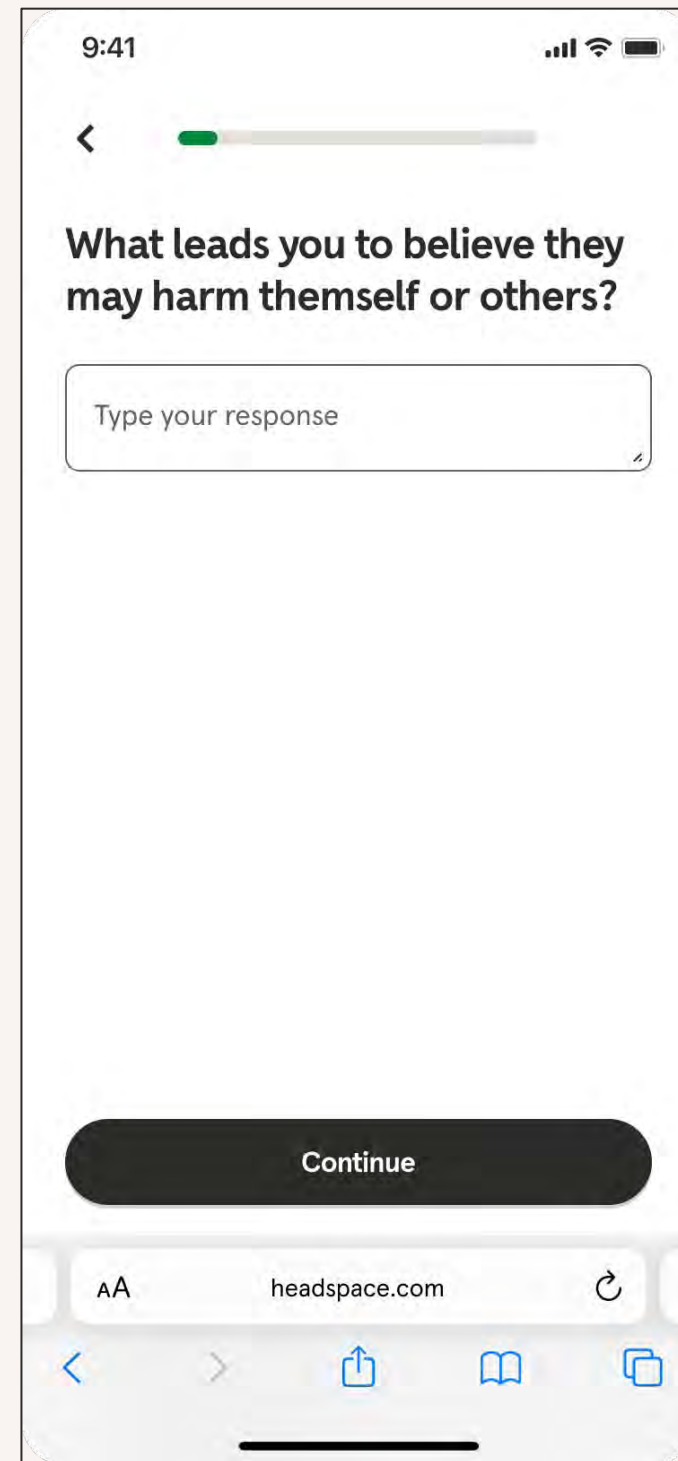 9:41
What leads you to believe they
may harm themself or others?
Type your response
Continue
AA headspace.com